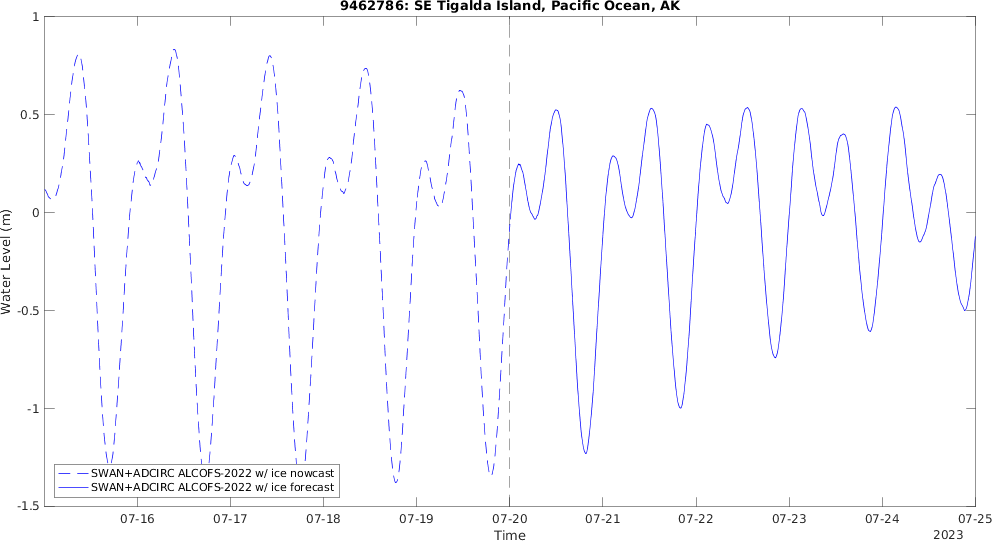 9462786: SE Tigalda Island, Pacific Ocean, AK
1
0.5
0
-0.5
-1
-1.5
Water Level (m)
SWAN+ADCIRC ALCOFS-2022 w/ ice nowcast
SWAN+ADCIRC ALCOFS-2022 w/ ice forecast
07-16 07-17 07-18 07-19 07-20 07-21 07-22 07-23 07-24 07-25
Time
2023